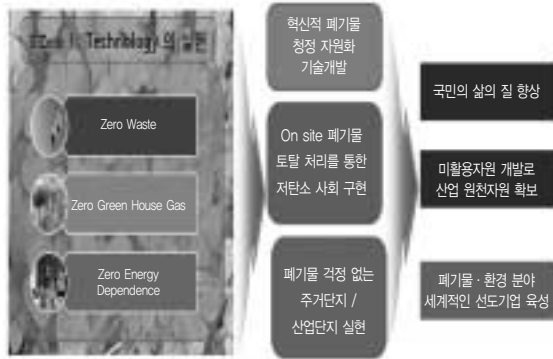 Technblogy 의 실현
Zero Waste
Zero Green House Gas
Zero Energy
Dependence
혁신적 폐기물
청정 자원화
기술개발
On site 폐기물
토탈 처리를 통한
저탄소 사회 구현
폐기물 걱정 없는
주거단지 /
산업단지 실현
국민의 삶의 질 향상
미활용자원 개발로
산업 원천자원 확보
폐기물 · 환경 분야
세계적인 선도기업 육성